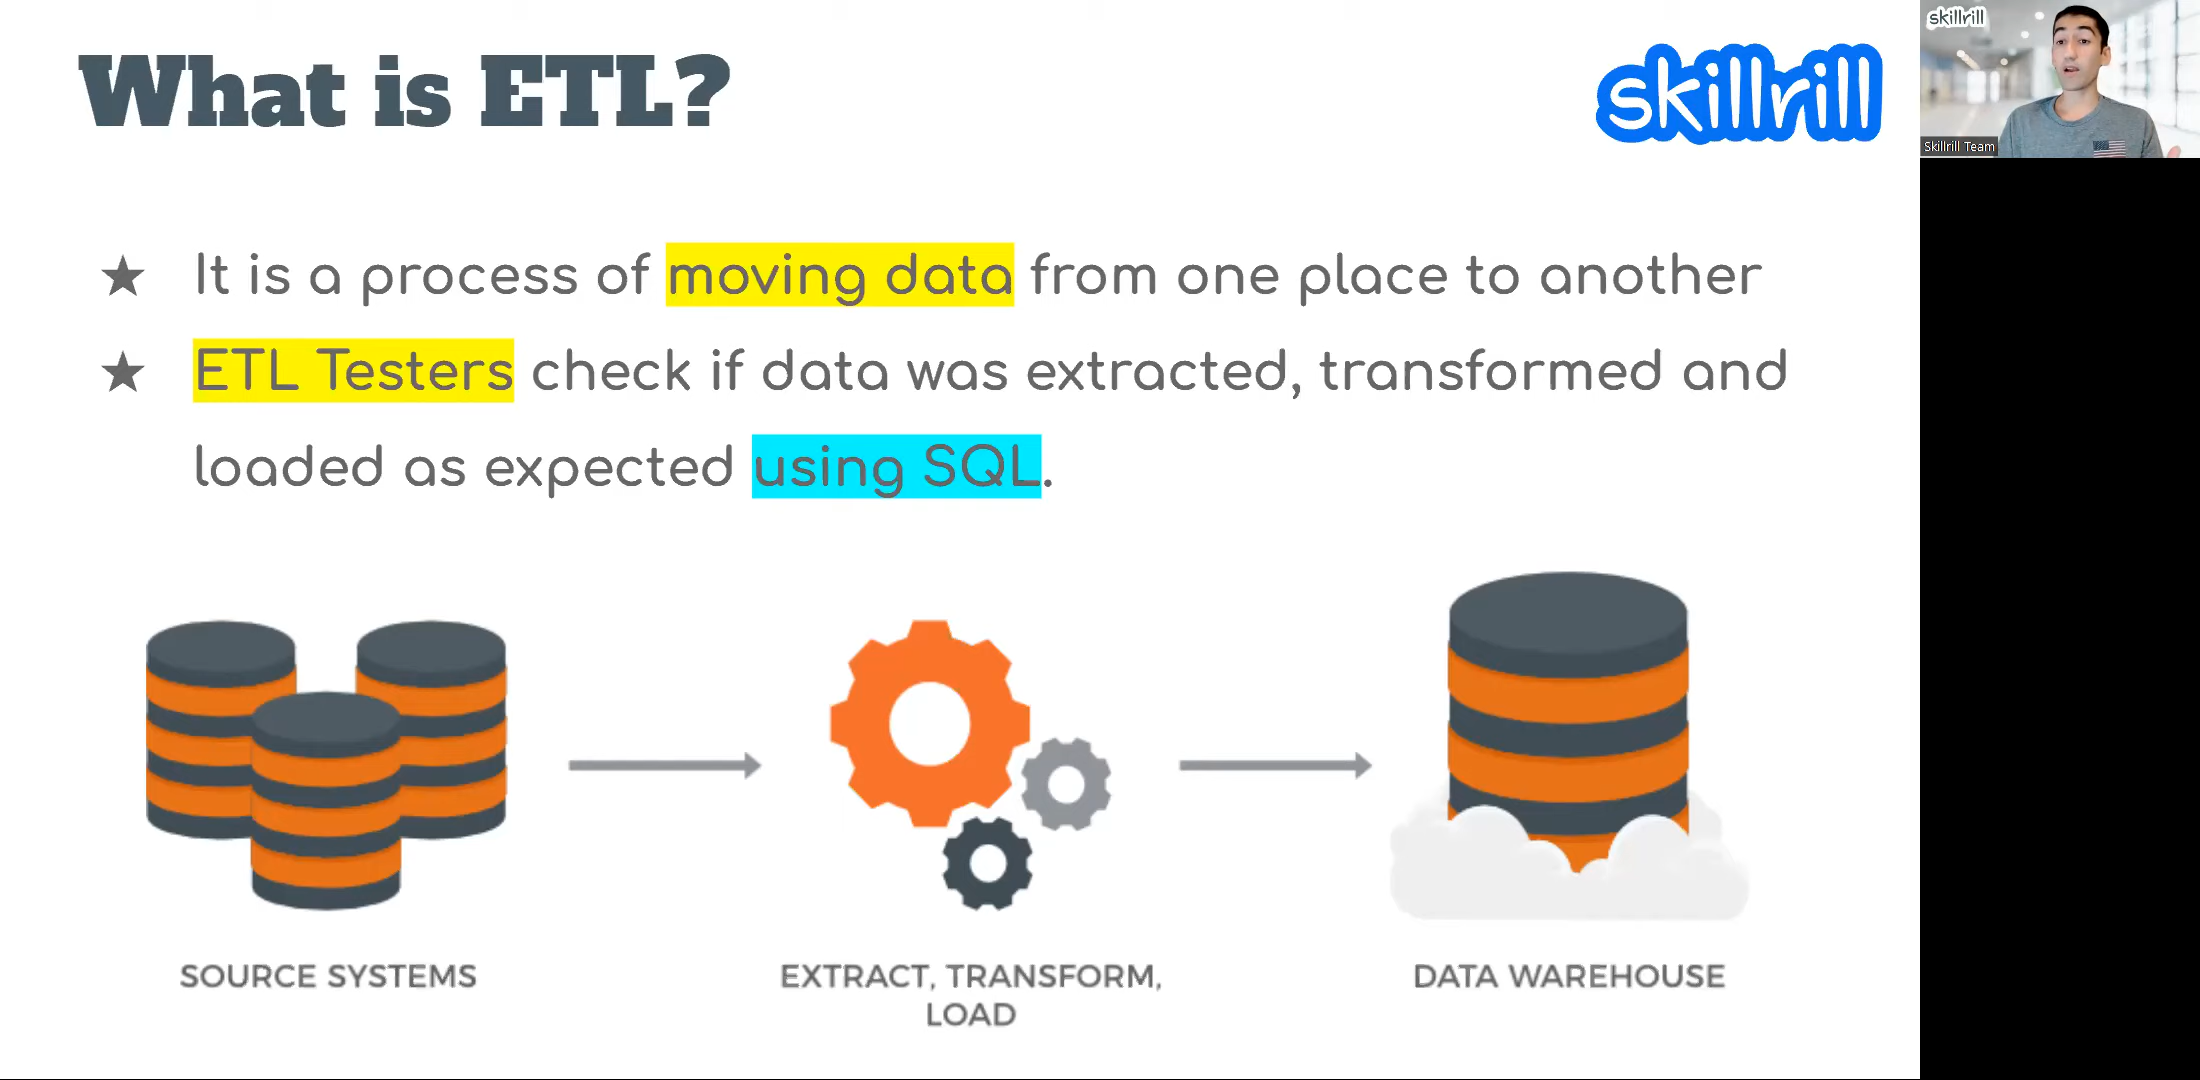 What is ETL?
skillrill
skillrill
Skillrill Team
★ It is a process of moving data from one place to another
★ ETL Testers check if data was extracted, transformed and
loaded as expected using SQL.
SOURCE SYSTEMS
EXTRACT, TRANSFORM,
LOAD
DATA WAREHOUSE